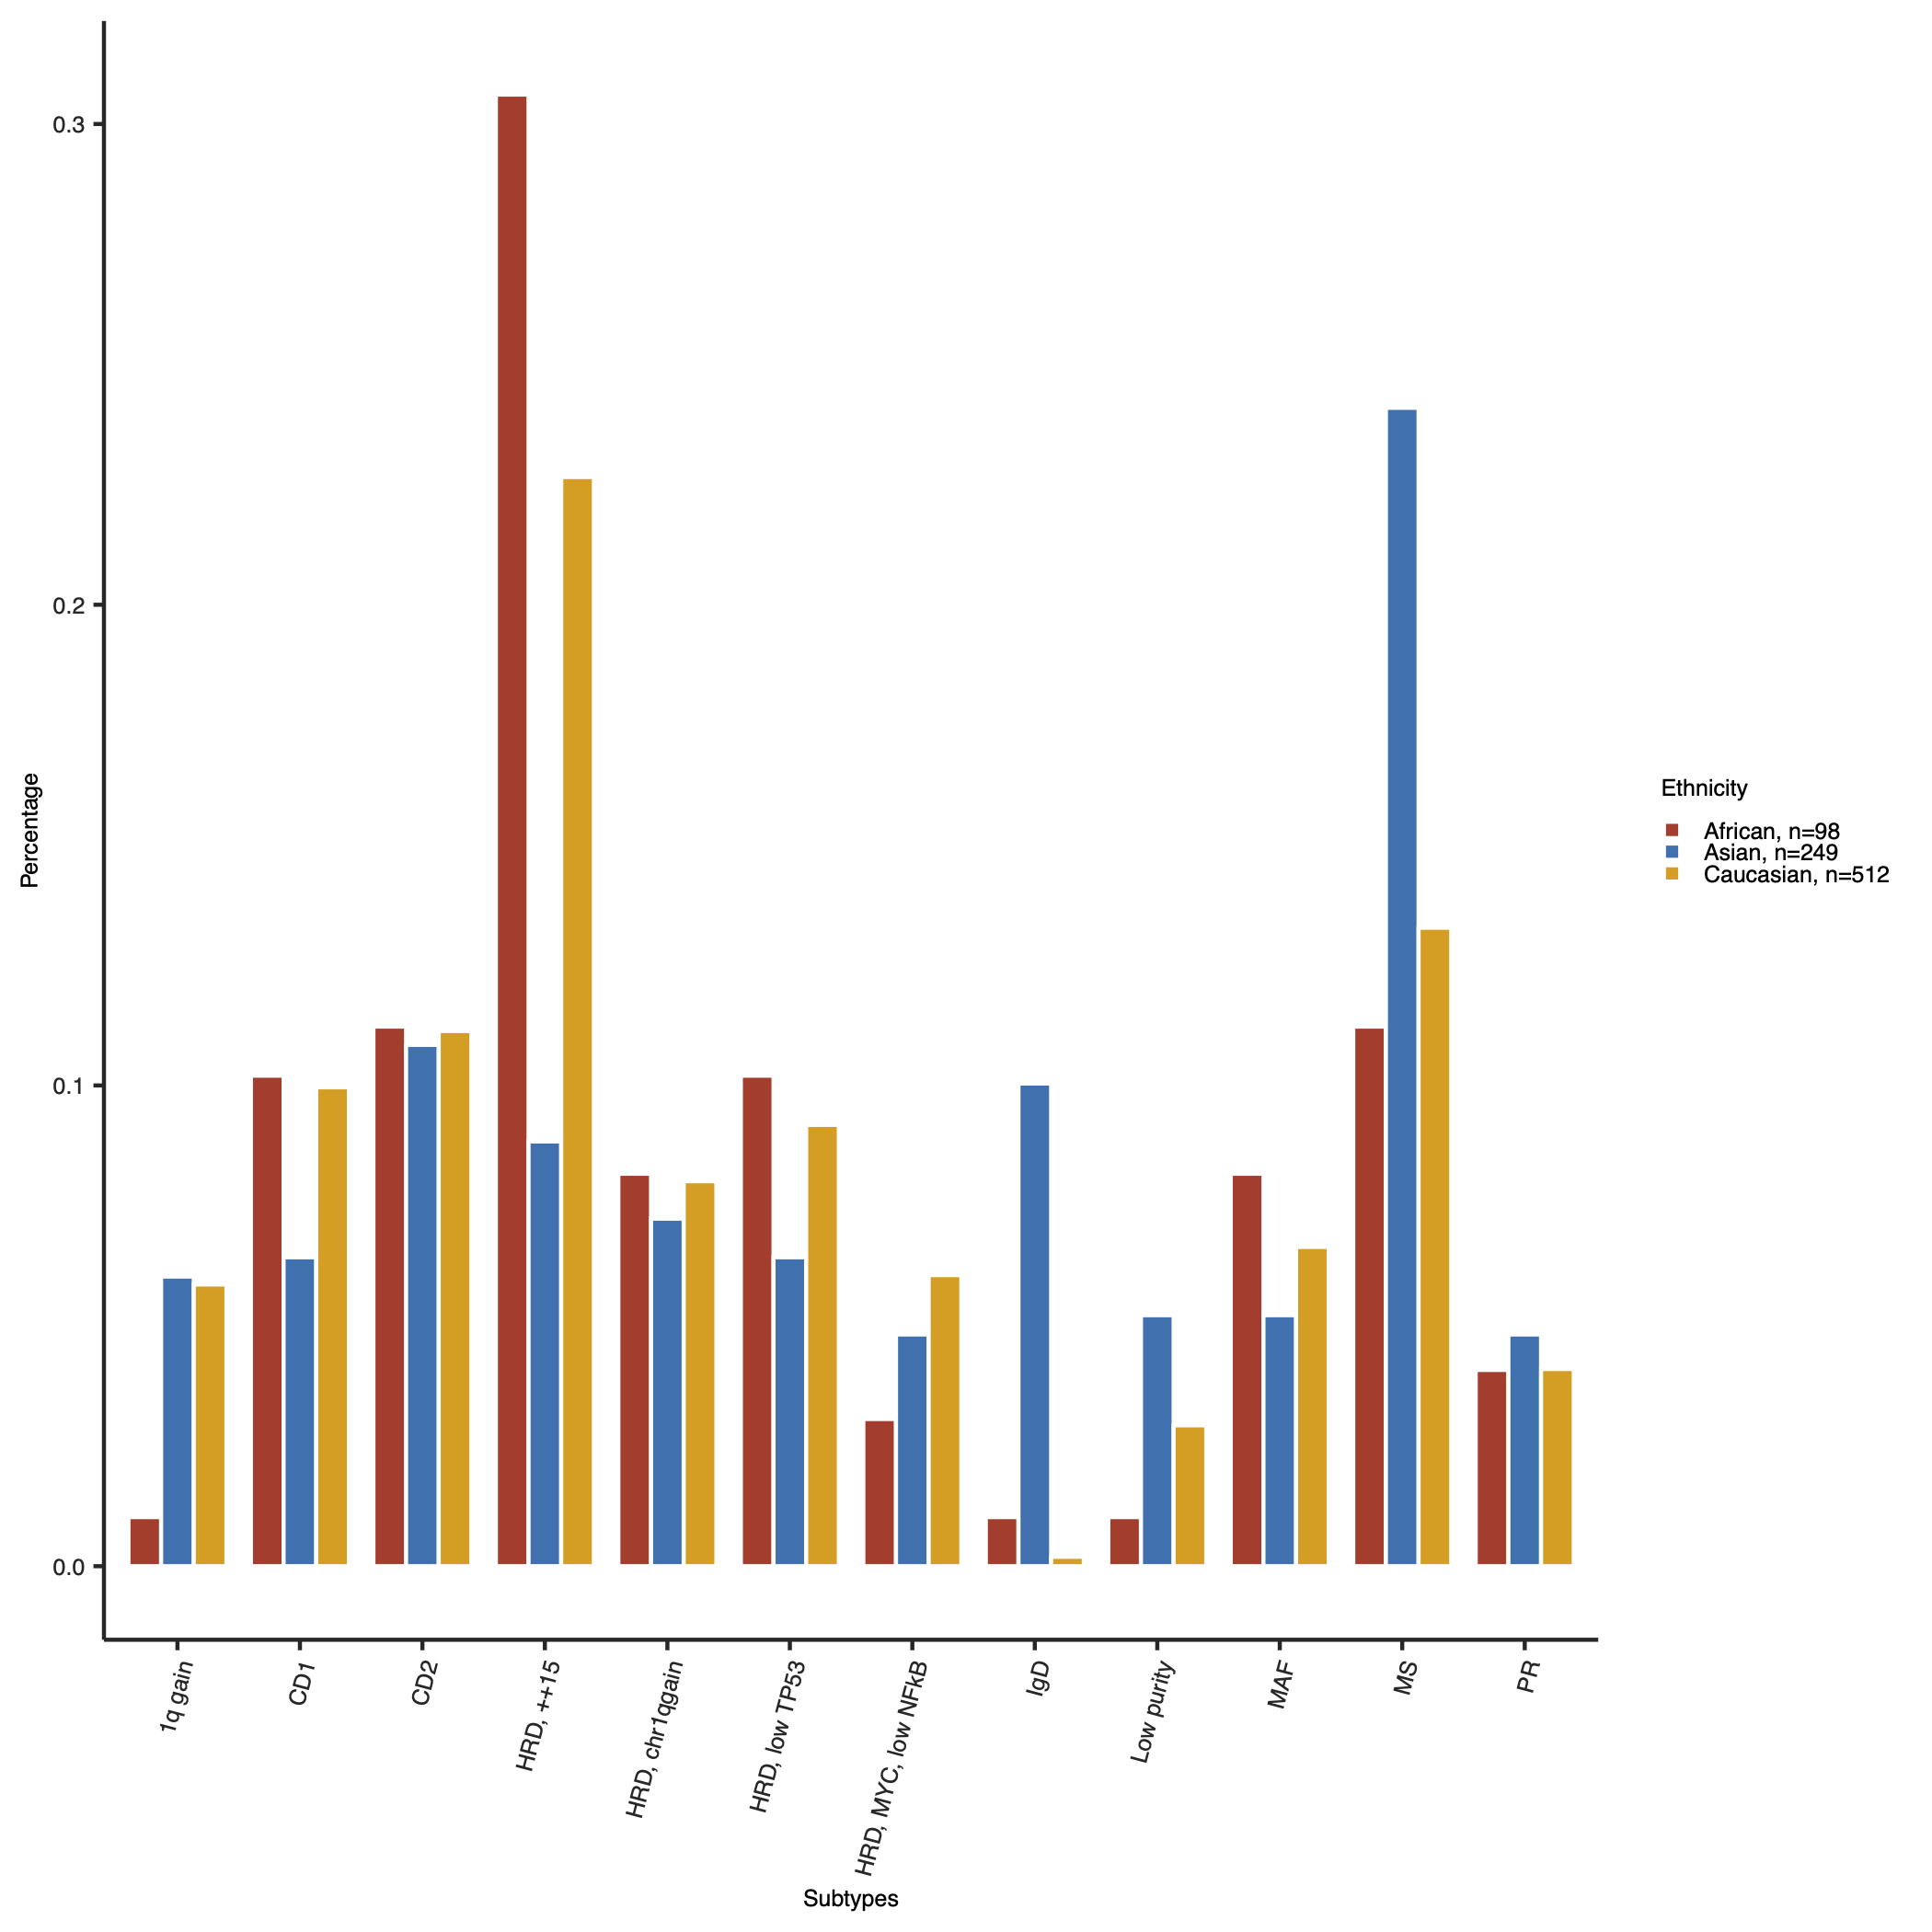 Percentage
0.3
0.2
0.1
0.0
1q gain
CD1
CD2
HRD, ++15
HRD, chr1qgain
HRD, low TP53
HRD, MYC, low NFkB
IgD
Low purity
MAF
MS
PR
Subtypes
Ethnicity
African, n=98
Asian, n=249
Caucasian, n=512